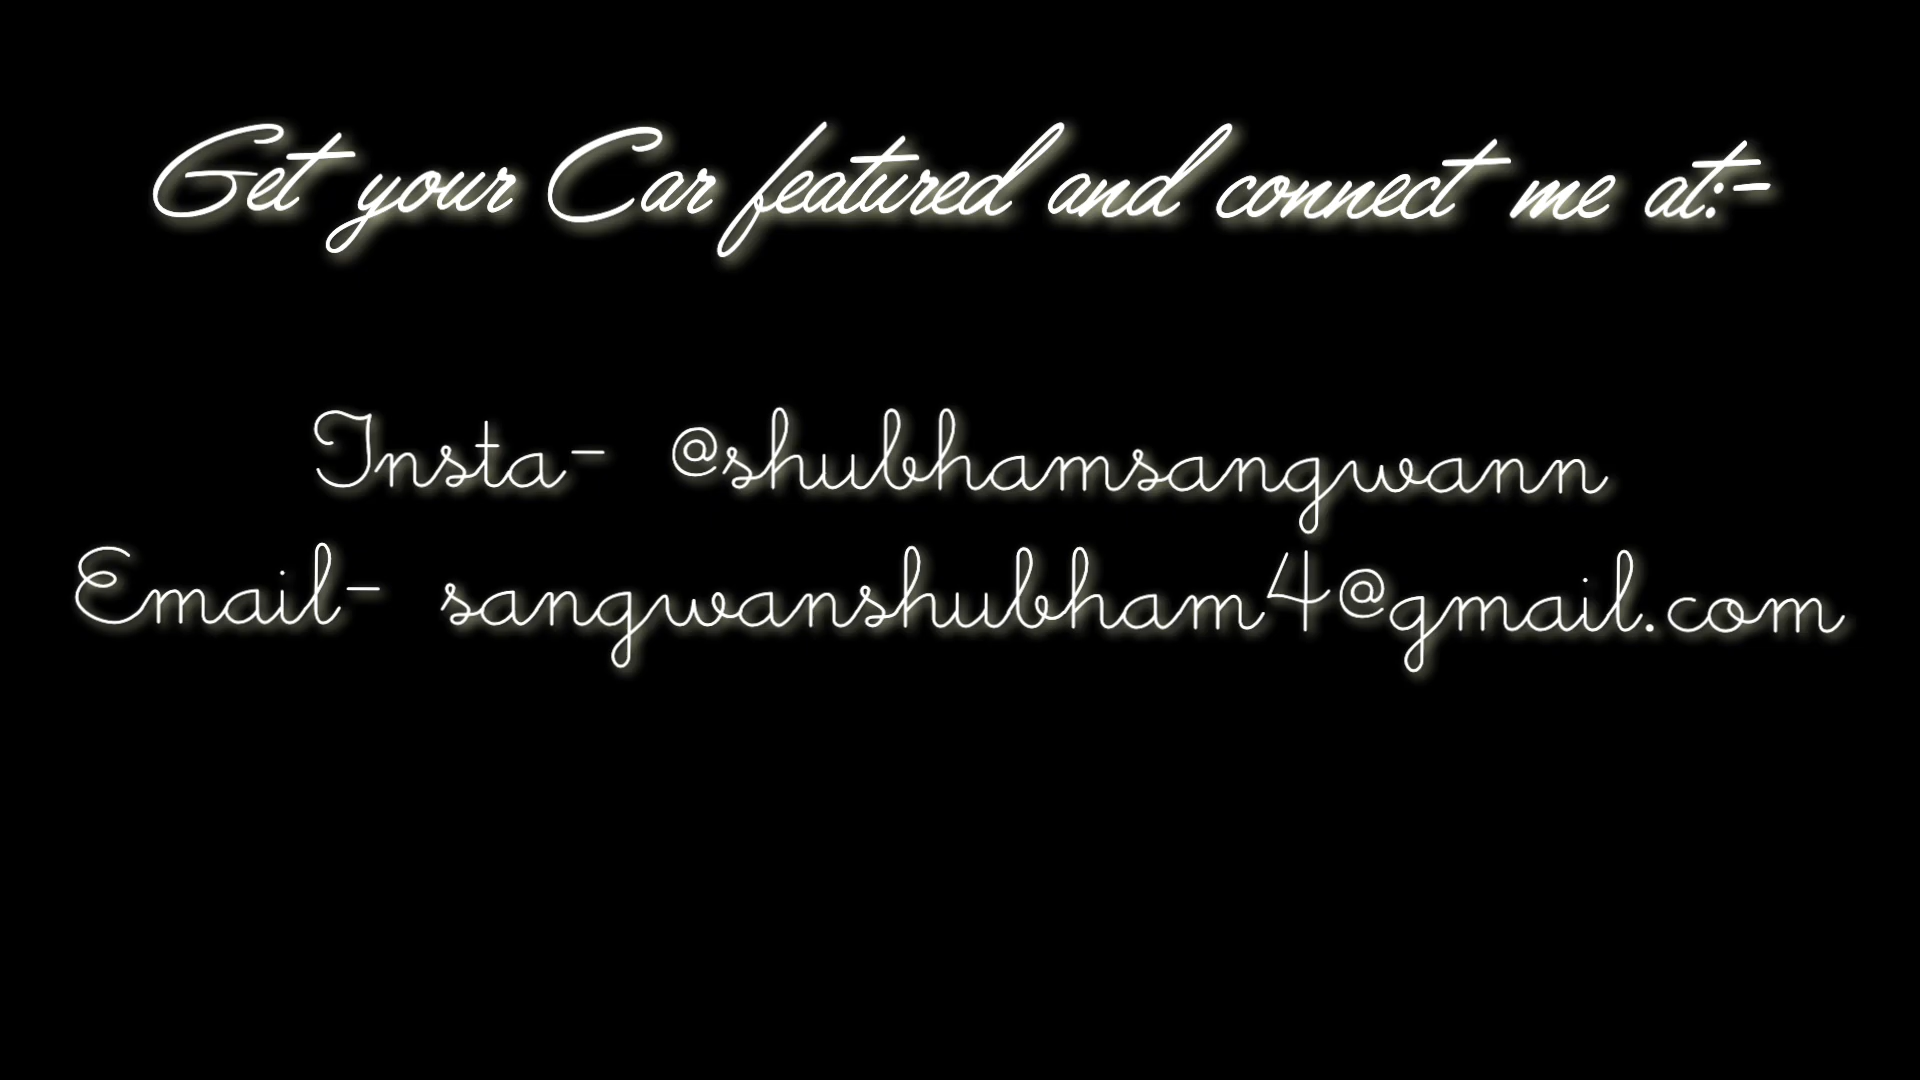 Get your Car featured and connect me at:-
Insta- @shubhamsangwann
Email- sangwanshubham4@gmail.com